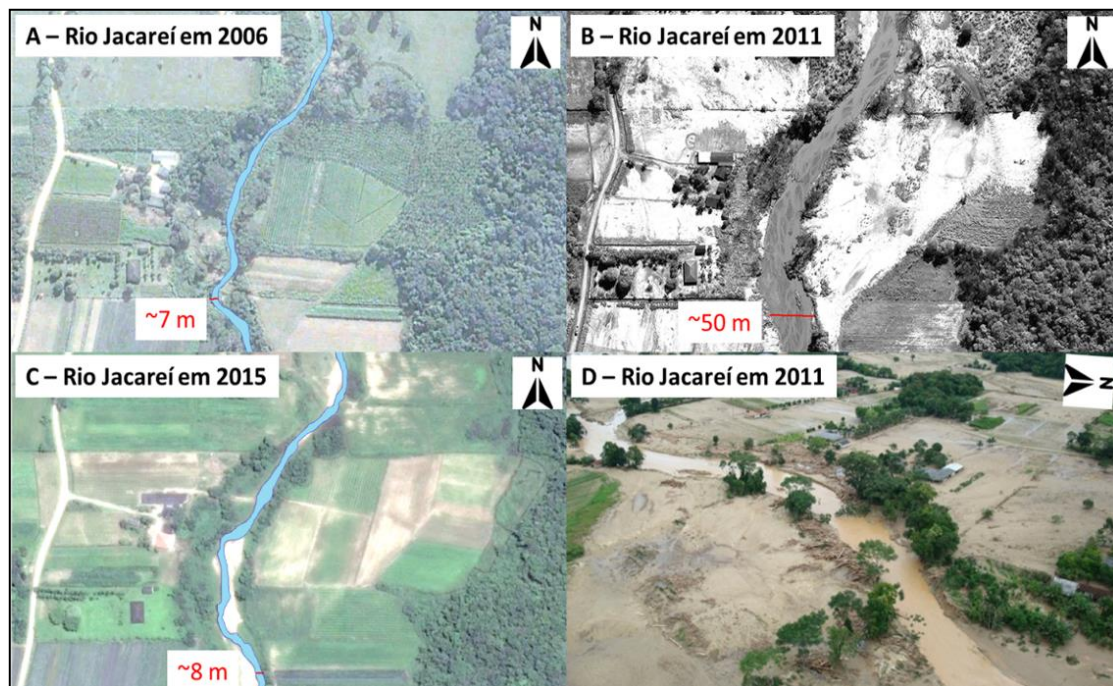 A – Rio Jacareí em 2006
N
~7 m
B – Rio Jacareí em 2011
N
~50 m
C – Rio Jacareí em 2015
N
~8 m
D – Rio Jacareí em 2011
N